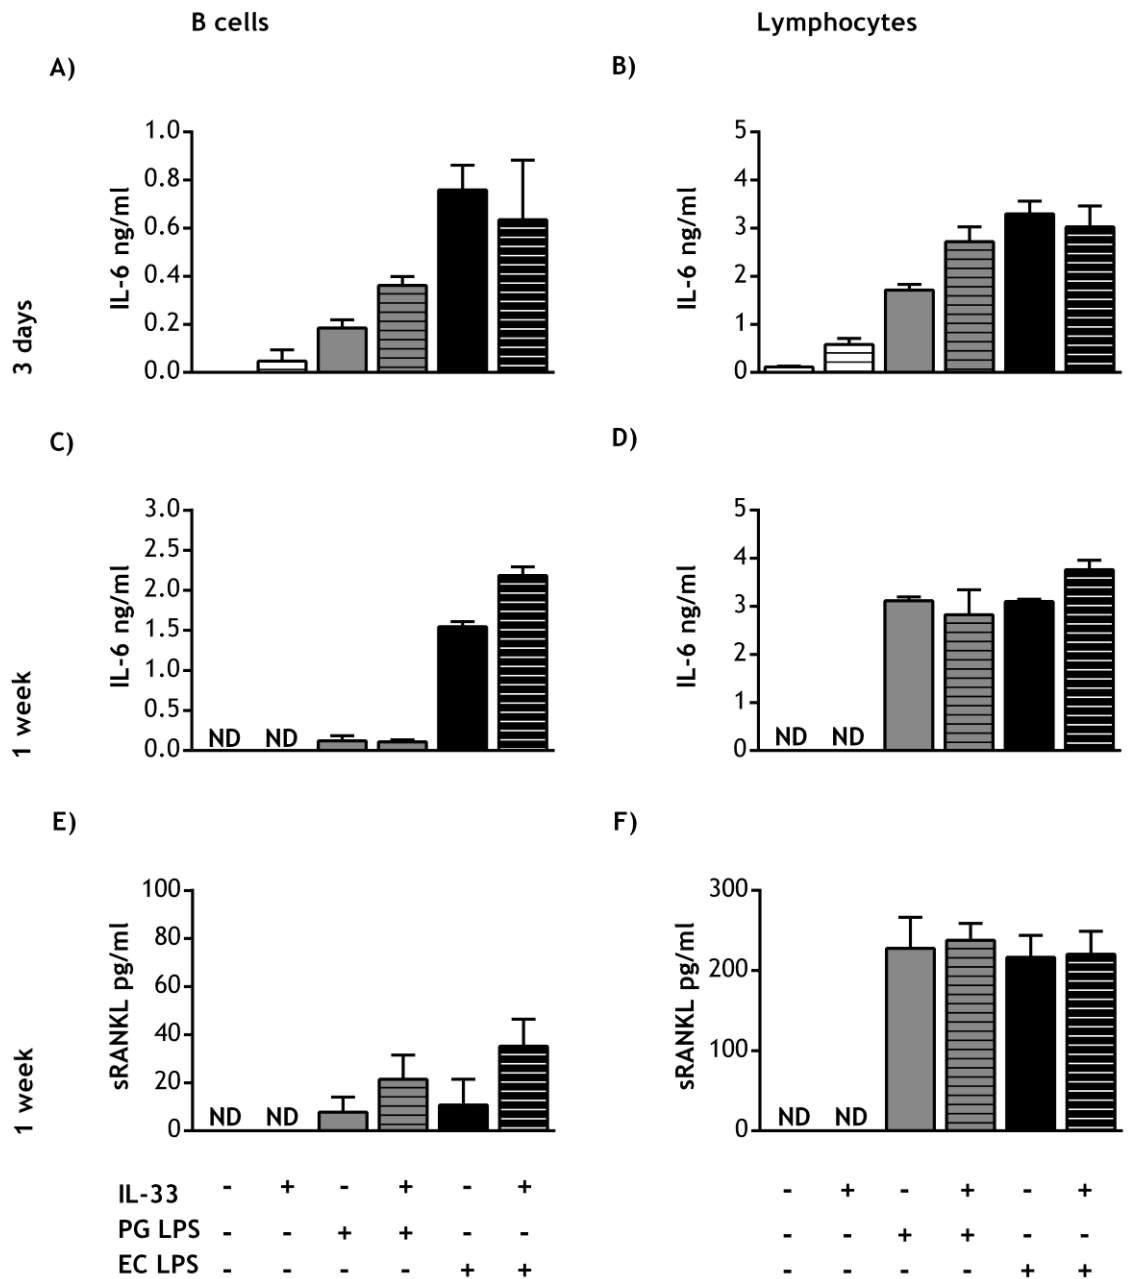 B cells
Lymphocytes
A)
B)
IL-6 ng/ml
1.0
0.8
0.6
0.4
0.2
0.0
IL-6 ng/ml
5
4
3
2
1
0
3 days
C)
D)
IL-6 ng/ml
3.0
2.5
2.0
1.5
1.0
0.5
0.0
ND ND
IL-6 ng/ml
5
4
3
2
1
0
ND ND
1 week
E)
F)
sRANKL pg/ml
100
80
60
40
20
0
ND ND
sRANKL pg/ml
300
200
100
0
ND ND
1 week
IL-33 - + - + - + - + - + - +
PG LPS - - + + - - - - + + - -
EC LPS - - - - + + - - - - + +